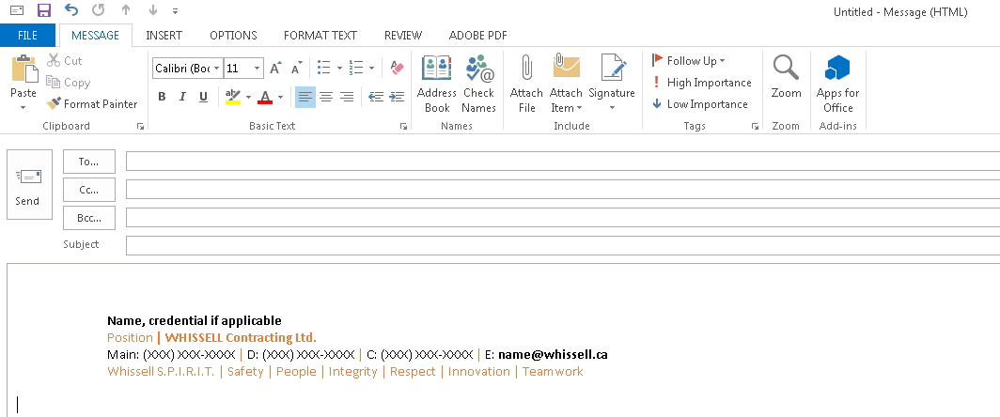 Untitled - Message (HTML)
FILE MESSAGE INSERT OPTIONS FORMAT TEXT REVIEW ADOBE PDF
Paste
Cut
Copy
Format Painter
Clipboard
Calibri (Boc 11
B I U
Basic Text
Address Book
Check Names
Names
Attach File
Attach Item
Signature
Include
Follow Up
High Importance
Low Importance
Tags
Zoom
Zoom
Apps for Office
Add-ins
Send
To...
Cc...
Bcc...
Subject
Name, credential if applicable
Position | WHISSELL Contracting Ltd.
Main: (XXX) XXX-XXXX | D: (XXX) XXX-XXXX | C: (XXX) XXX-XXXX | E: name@whissell.ca
Whissell S.P.I.R.I.T. | Safety | People | Integrity | Respect | Innovation | Teamwork